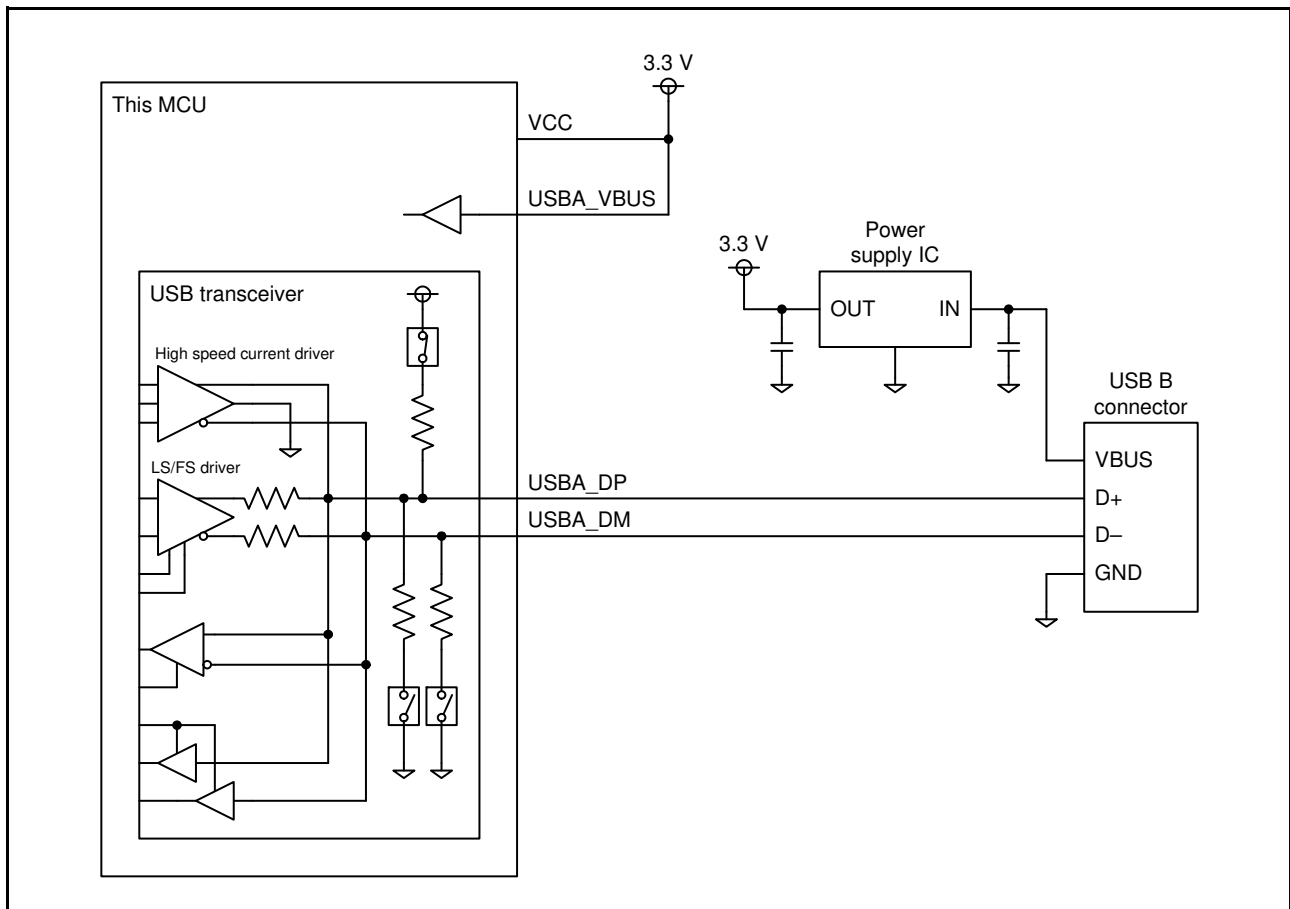 3.3 V
This MCU
VCC
USBA_VBUS
Power
supply IC
3.3 V
USB transceiver
OUT
IN
High speed current driver
USB B
connector
VBUS
LS/FS driver
USBA_DP
D+
USBA_DM
D–
GND